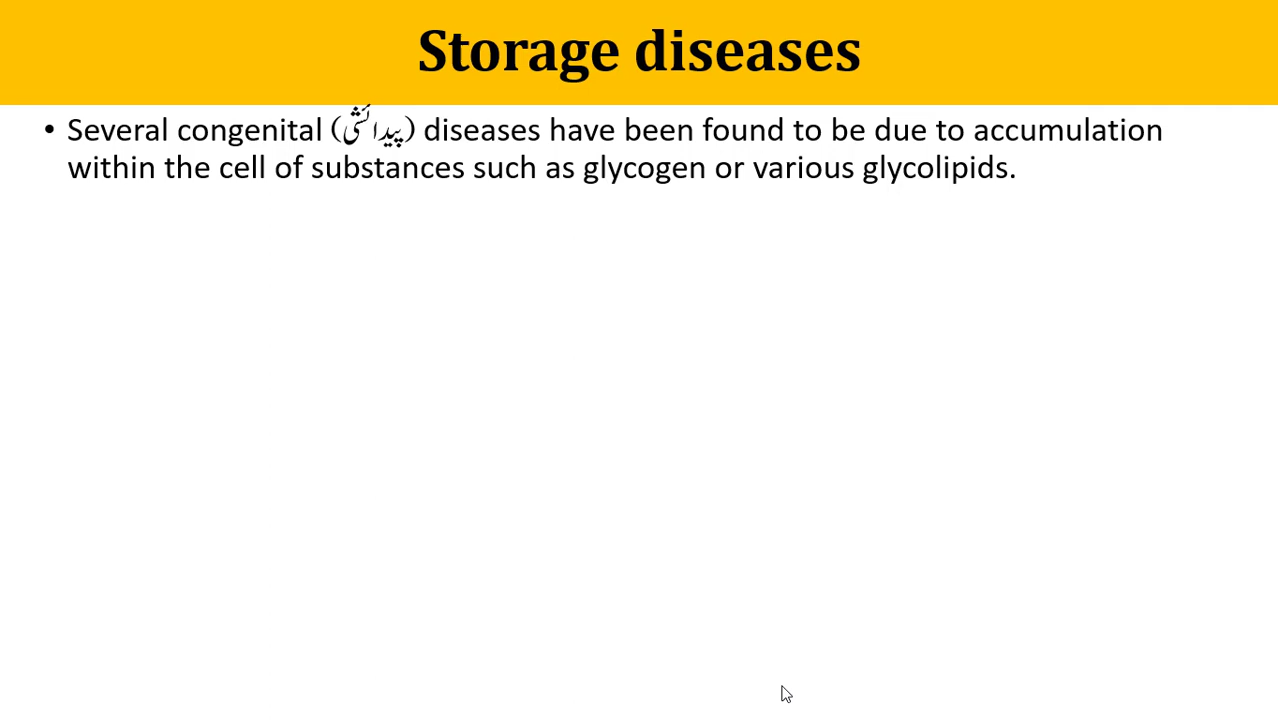 Storage diseases
• Several congenital (پیدائشی) diseases have been found to be due to accumulation
within the cell of substances such as glycogen or various glycolipids.